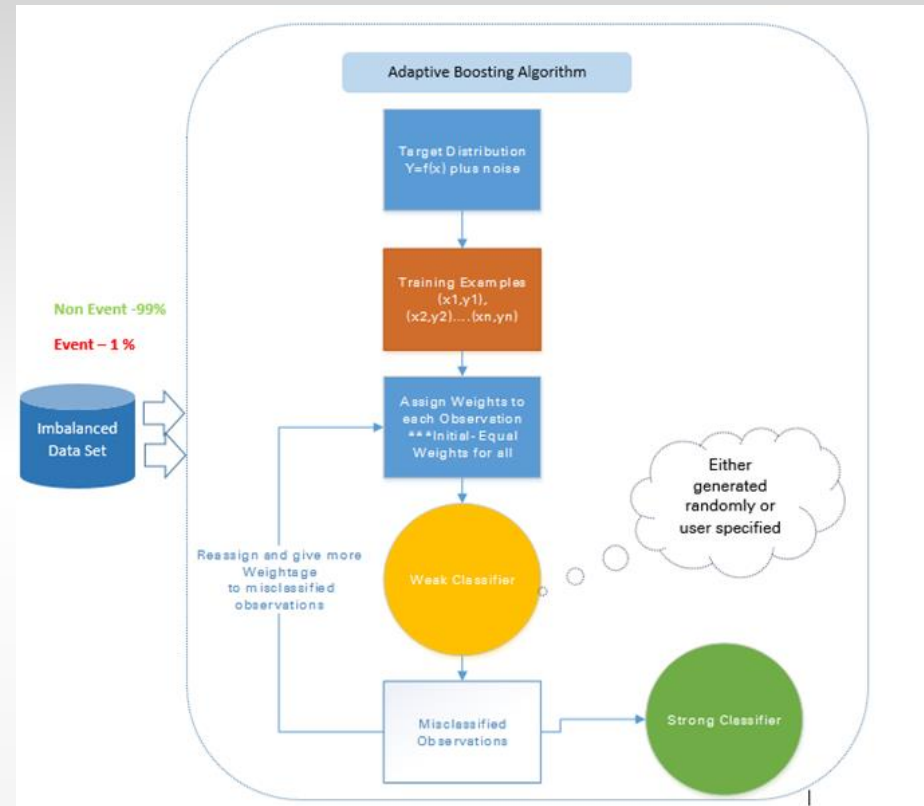 Adaptive Boosting Algorithm
Target Distribution
Y=f(x) plus noise
Training Examples
(x1,y1),
(x2,y2)....(xn,yn)
Non Event -99%
Event – 1 %
Imbalanced
Data Set
Assign Weights to
each Observation
***Initial- Equal
Weights for all
Either
generated
randomly or
user specified
Reassign and give more
Weightage
to misclassified
observations
Weak Classifier
Misclassified
Observations
Strong Classifier